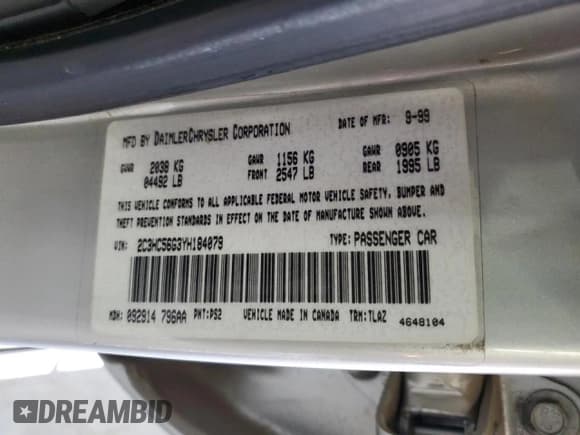 MFD BY DAIMLERCHRYSLER CORPORATION DATE OF MFR: 9-99
GVWR 2038 KG GAWR 1156 KG GAWR 0905 KG
04492 LB FRONT 2547 LB REAR 1995 LB
THIS VEHICLE CONFORMS TO ALL APPLICABLE FEDERAL MOTOR VEHICLE SAFETY, BUMPER AND
THEFT PREVENTION STANDARDS IN EFFECT ON THE DATE OF MANUFACTURE SHOWN ABOVE.
VIN: 2C3HC56G3YH184079 TYPE: PASSENGER CAR
MDH: 092914 796AA PNT:PS2 VEHICLE MADE IN CANADA TRM:TLAZ
4648104
DREAMBID